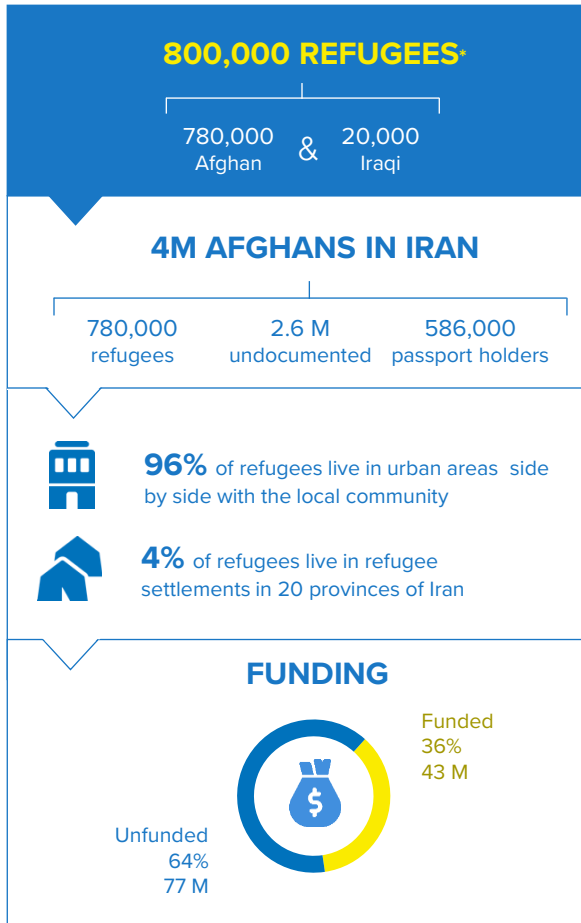 800,000 REFUGEES*
780,000
Afghan
&
20,000
Iraqi
4M AFGHANS IN IRAN
780,000
refugees
2.6 M
undocumented
586,000
passport holders
96% of refugees live in urban areas side
by side with the local community
4% of refugees live in refugee
settlements in 20 provinces of Iran
FUNDING
Funded
36%
43 M
$
Unfunded
64%
77 M